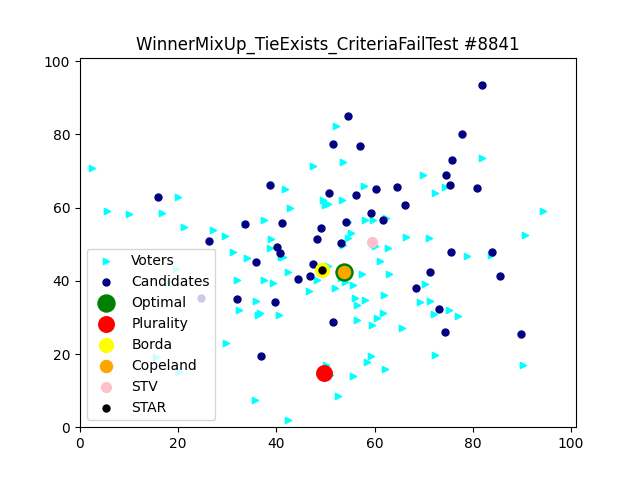 WinnerMixUp_TieExists_CriteriaFailTest #8841
100
80
60
40
20
0
Voters
Candidates
Optimal
Plurality
Borda
Copeland
STV
STAR
0 20 40 60 80 100